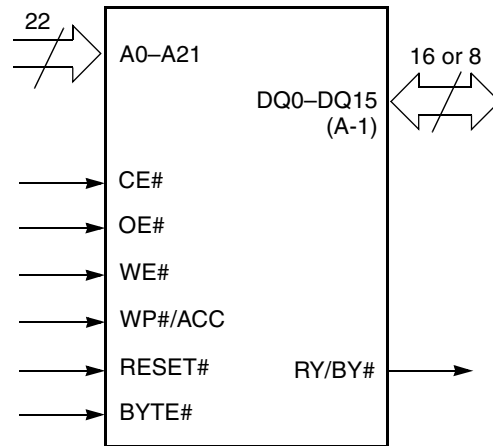 22
A0–A21
16 or 8
DQ0–DQ15
(A-1)
CE#
OE#
WE#
WP#/ACC
RESET#
RY/BY#
BYTE#